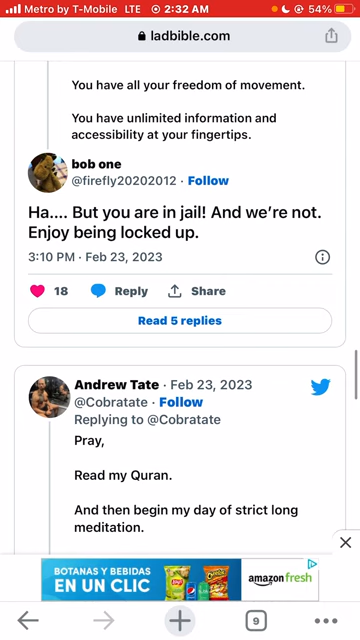 Metro by T-Mobile LTE 2:32 AM 54%
ladbible.com
You have all your freedom of movement.
You have unlimited information and
accessibility at your fingertips.
bob one
@firefly20202012 · Follow
Ha.... But you are in jail! And we're not.
Enjoy being locked up.
3:10 PM · Feb 23, 2023
18 Reply Share
Read 5 replies
Andrew Tate · Feb 23, 2023
@Cobratate · Follow
Replying to @Cobratate
Pray,
Read my Quran.
And then begin my day of strict long
meditation.
BOTANAS Y BEBIDAS
EN UN CLIC
amazon fresh
9